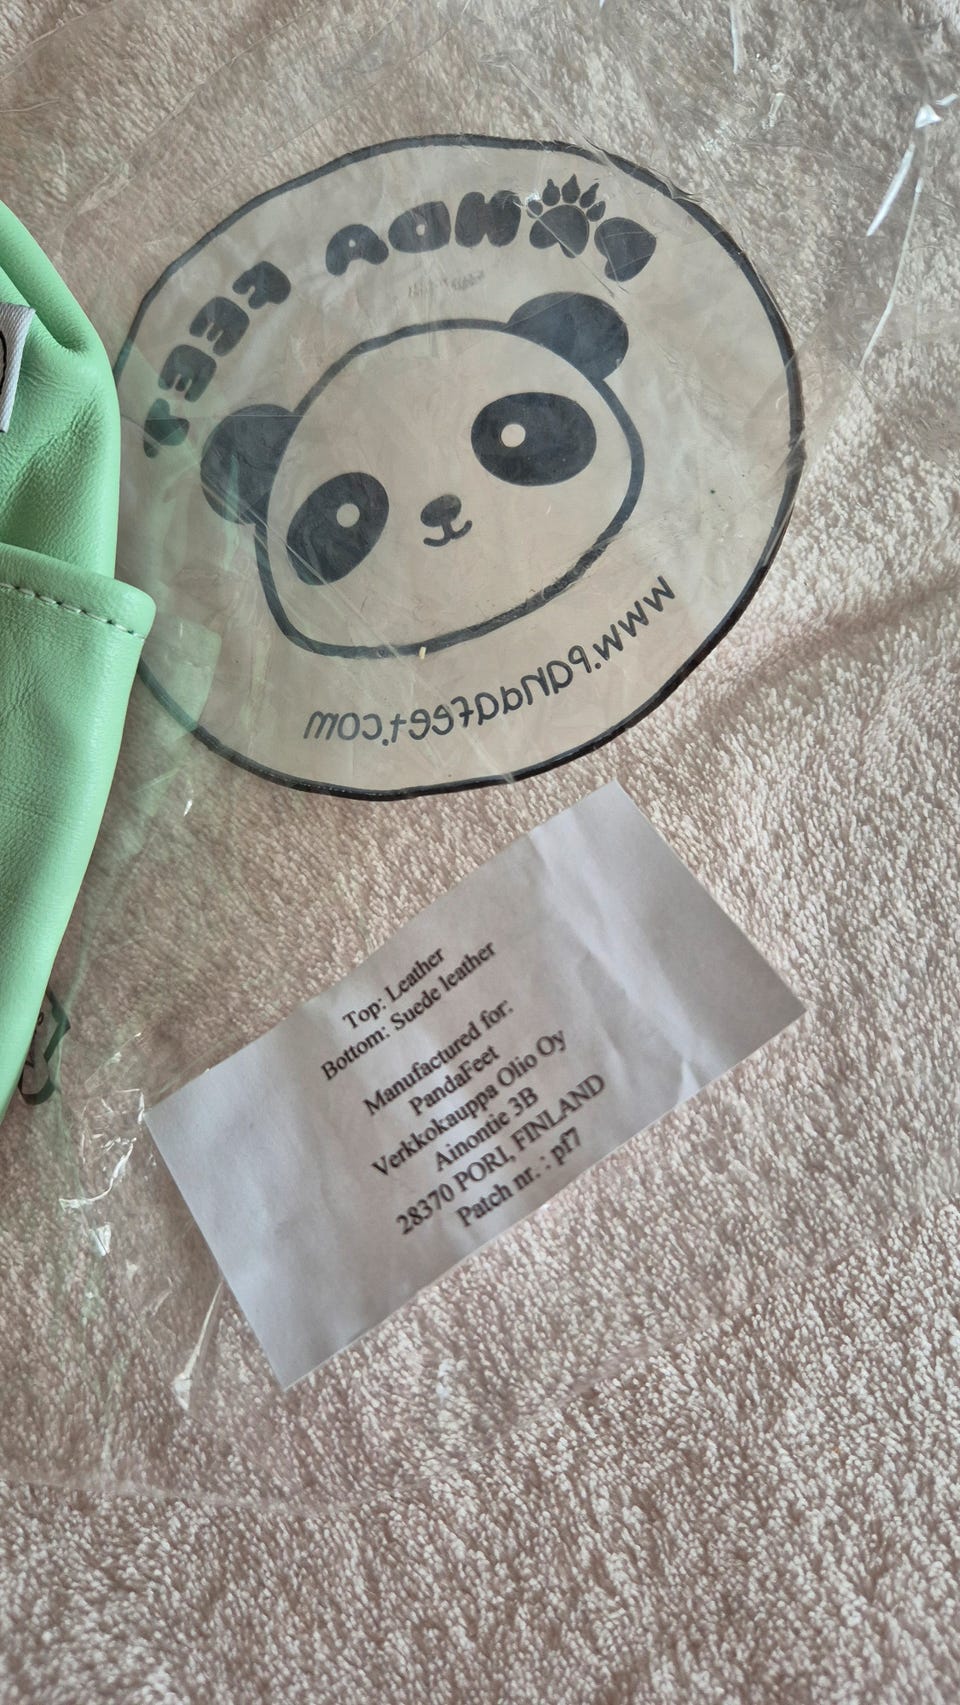 PANDA FEET
www.pandafeet.com
Top: Leather
Bottom: Suede leather
Manufactured for:
PandaFeet
Verkkokauppa Olio Oy
Ainontie 3B
28370 PORI, FINLAND
Patch nr. : pf7